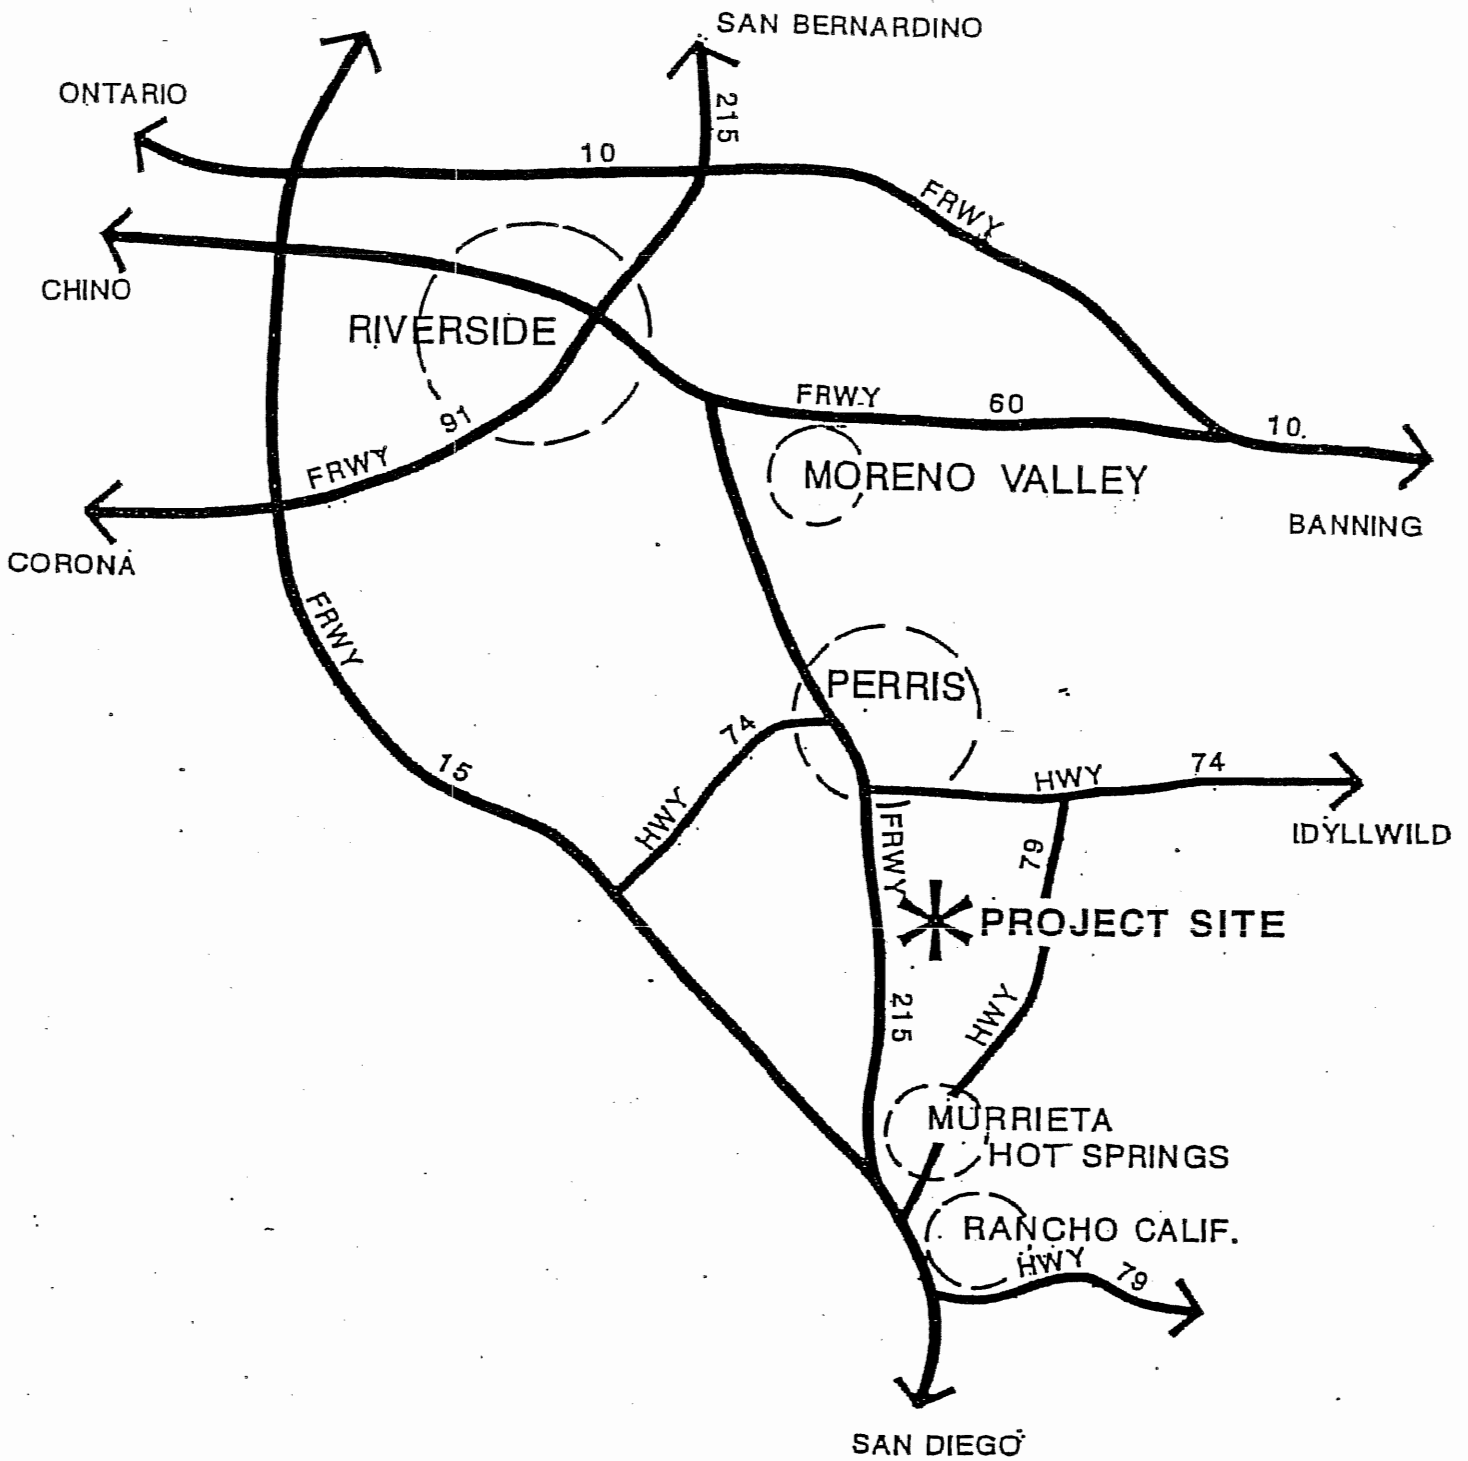 SAN BERNARDINO
ONTARIO
215
10
FRWY
CHINO
RIVERSIDE
FRWY
60
91
FRWY
10
MORENO VALLEY
BANNING
CORONA
FRWY
PERRIS
74
HWY
15
HWY
74
IDYLLWILD
FRWY
79
PROJECT SITE
215
HWY
MURRIETA
HOT SPRINGS
RANCHO CALIF.
HWY
79
SAN DIEGO